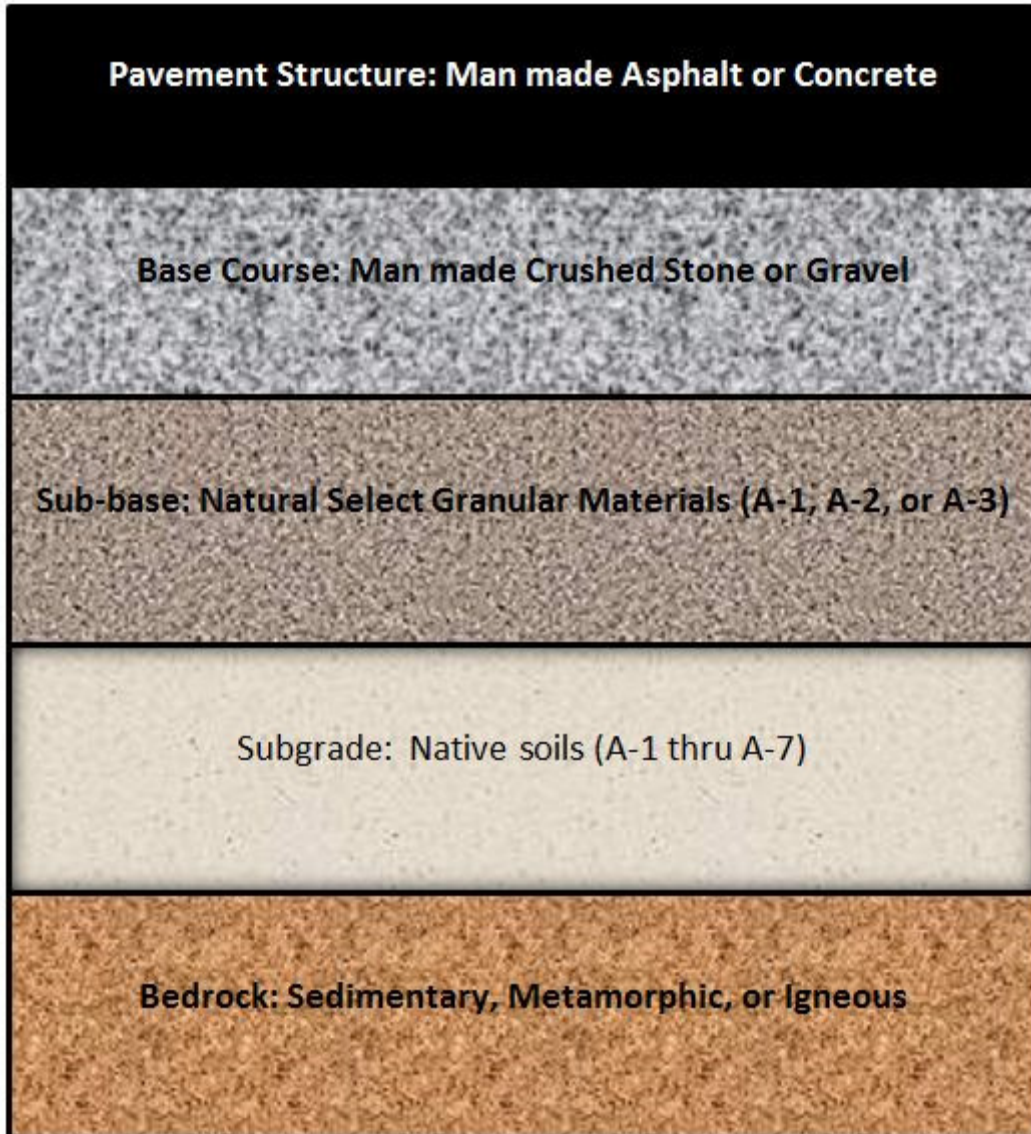 Pavement Structure: Man made Asphalt or Concrete
Base Course: Man made Crushed Stone or Gravel
Sub-base: Natural Select Granular Materials (A-1, A-2, or A-3)
Subgrade:  Native soils (A-1 thru A-7)
Bedrock: Sedimentary, Metamorphic, or Igneous